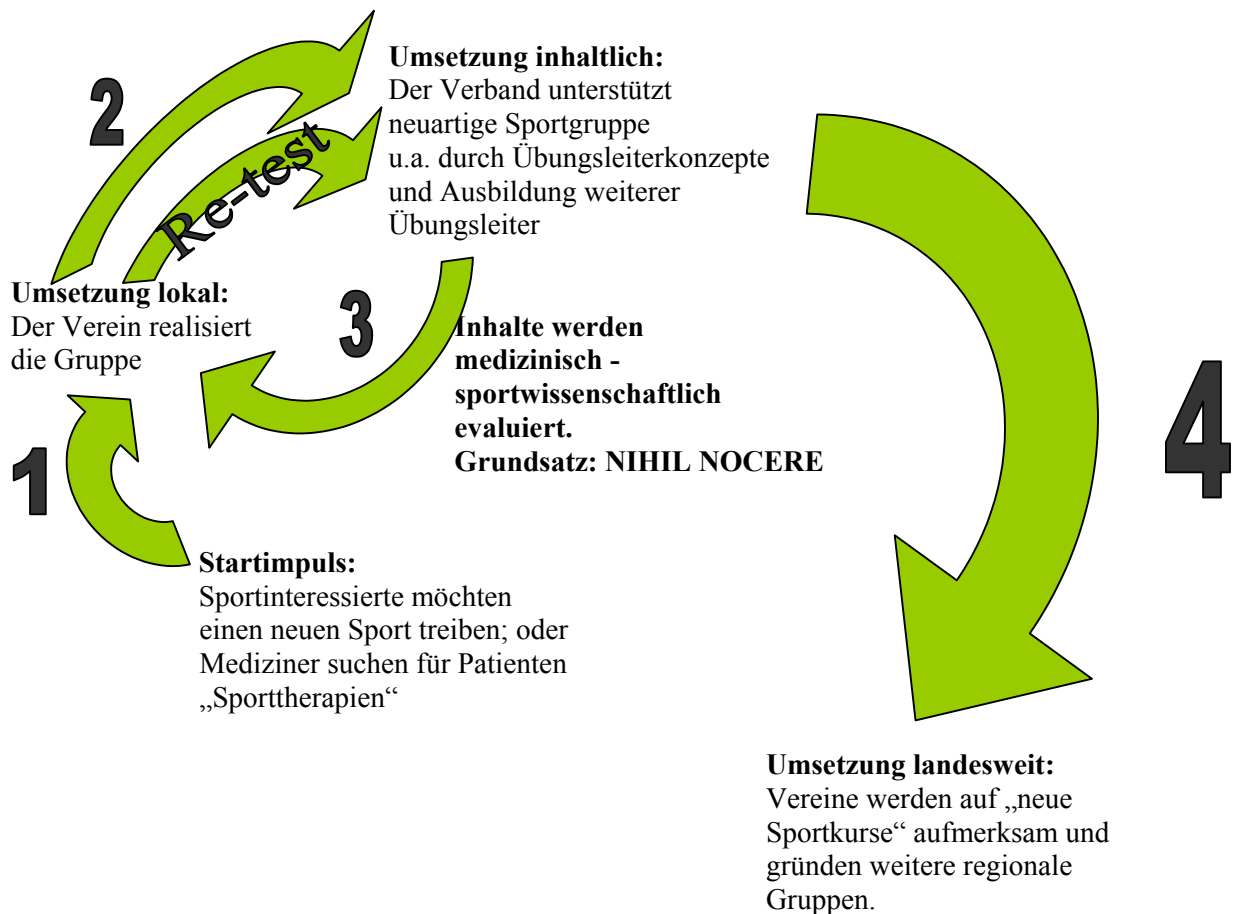 2
Umsetzung inhaltlich:
Der Verband unterstützt
neuartige Sportgruppe
u.a. durch Übungsleiterkonzepte
und Ausbildung weiterer
Übungsleiter
Re-test
Umsetzung lokal:
Der Verein realisiert
die Gruppe
3
Inhalte werden
medizinisch -
sportwissenschaftlich
evaluiert.
Grundsatz: NIHIL NOCERE
4
1
Startimpuls:
Sportinteressierte möchten
einen neuen Sport treiben; oder
Mediziner suchen für Patienten
„Sporttherapien“
Umsetzung landesweit:
Vereine werden auf „neue
Sportkurse“ aufmerksam und
gründen weitere regionale
Gruppen.